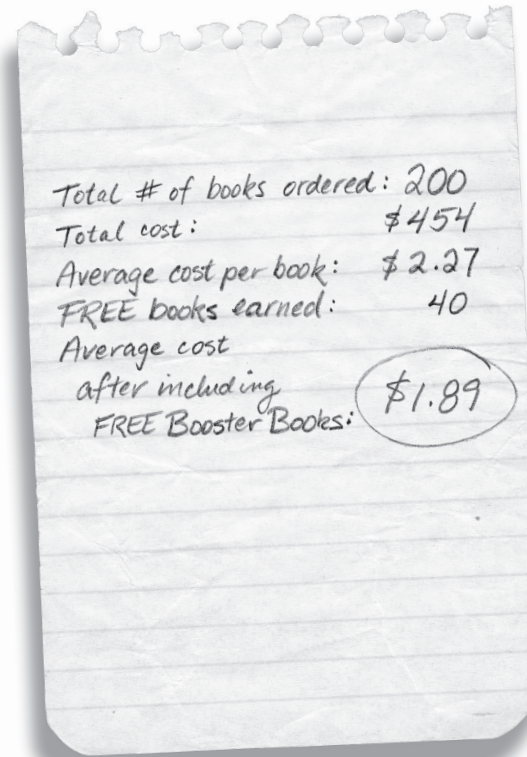 Total # of books ordered: 200
Total cost: $454
Average cost per book: $2.27
FREE books earned: 40
Average cost
after including
FREE Booster Books: $1.89